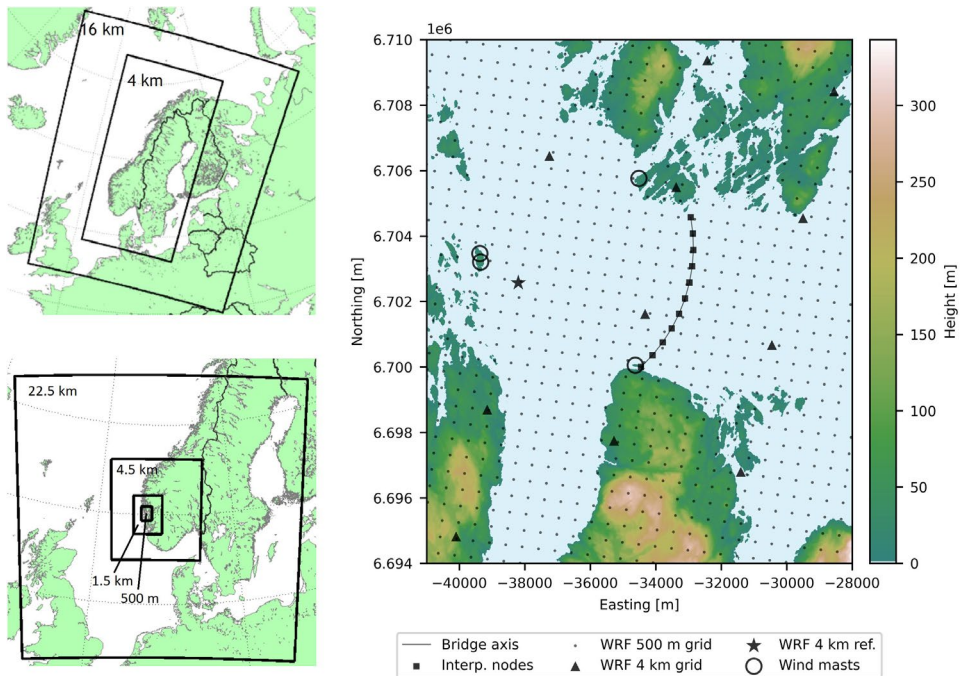 16 km
4 km
22.5 km
4.5 km
1.5 km
500 m
1e6
6.710
6.708
6.706
6.704
6.702
6.700
6.698
6.696
6.694
Northing [m]
−40000 −38000 −36000 −34000 −32000 −30000 −28000
Easting [m]
300
250
200
150
100
50
0
Height [m]
Bridge axis WRF 500 m grid WRF 4 km ref.
Interp. nodes WRF 4 km grid Wind masts